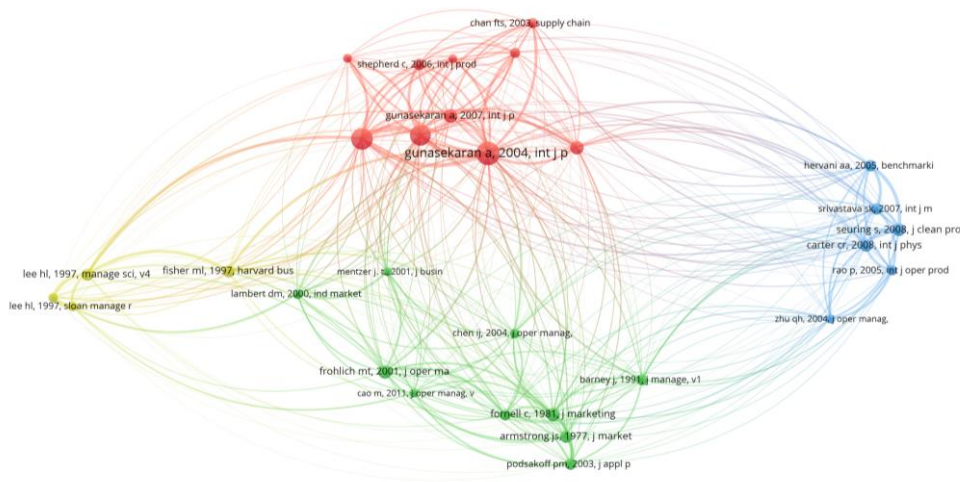 chan fts, 2003, supply chain
shepherd c, 2006, int j prod
gunasekaran a, 2007, int j p
gunasekaran a, 2004, int j p
hervani aa, 2005, benchmarki
srivastava sk, 2007, int j m
seuring s, 2008, j clean pro
carter cr, 2008, int j phys
rao p, 2005, int j oper prod
lee hl, 1997, manage sci, v4
fisher ml, 1997, harvard bus
mentzer j. t., 2001, j busin
lambert dm, 2000, ind market
lee hl, 1997, sloan manage r
zhu qh, 2004, j oper manag,
chen ij, 2004, j oper manag,
frohlich mt, 2001, j oper ma
barney j, 1991, j manage, v1
cao m, 2011, j oper manag, v
fornell c, 1981, j marketing
armstrong js, 1977, j market
podsakoff pm, 2003, j appl p